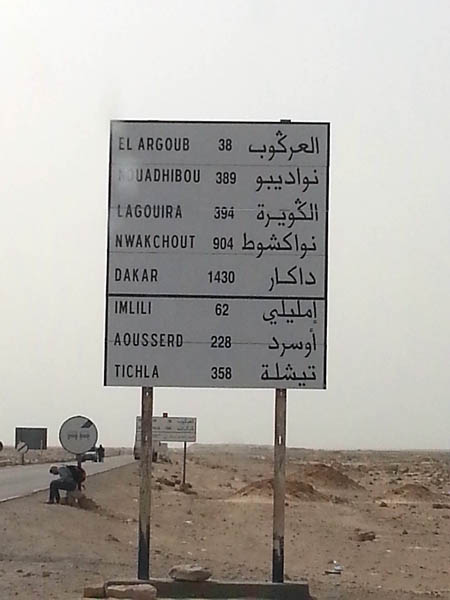 EL ARGOUB 38 العرڭوب
NOUADHIBOU 389 نواديبو
LAGOUIRA 394 الڭويرة
NWAKCHOUT 904 نواكشوط
DAKAR 1430 داكار
IMLILI 62 إمليلي
AOUSSERD 228 أوسرد
TICHLA 358 تيشلة